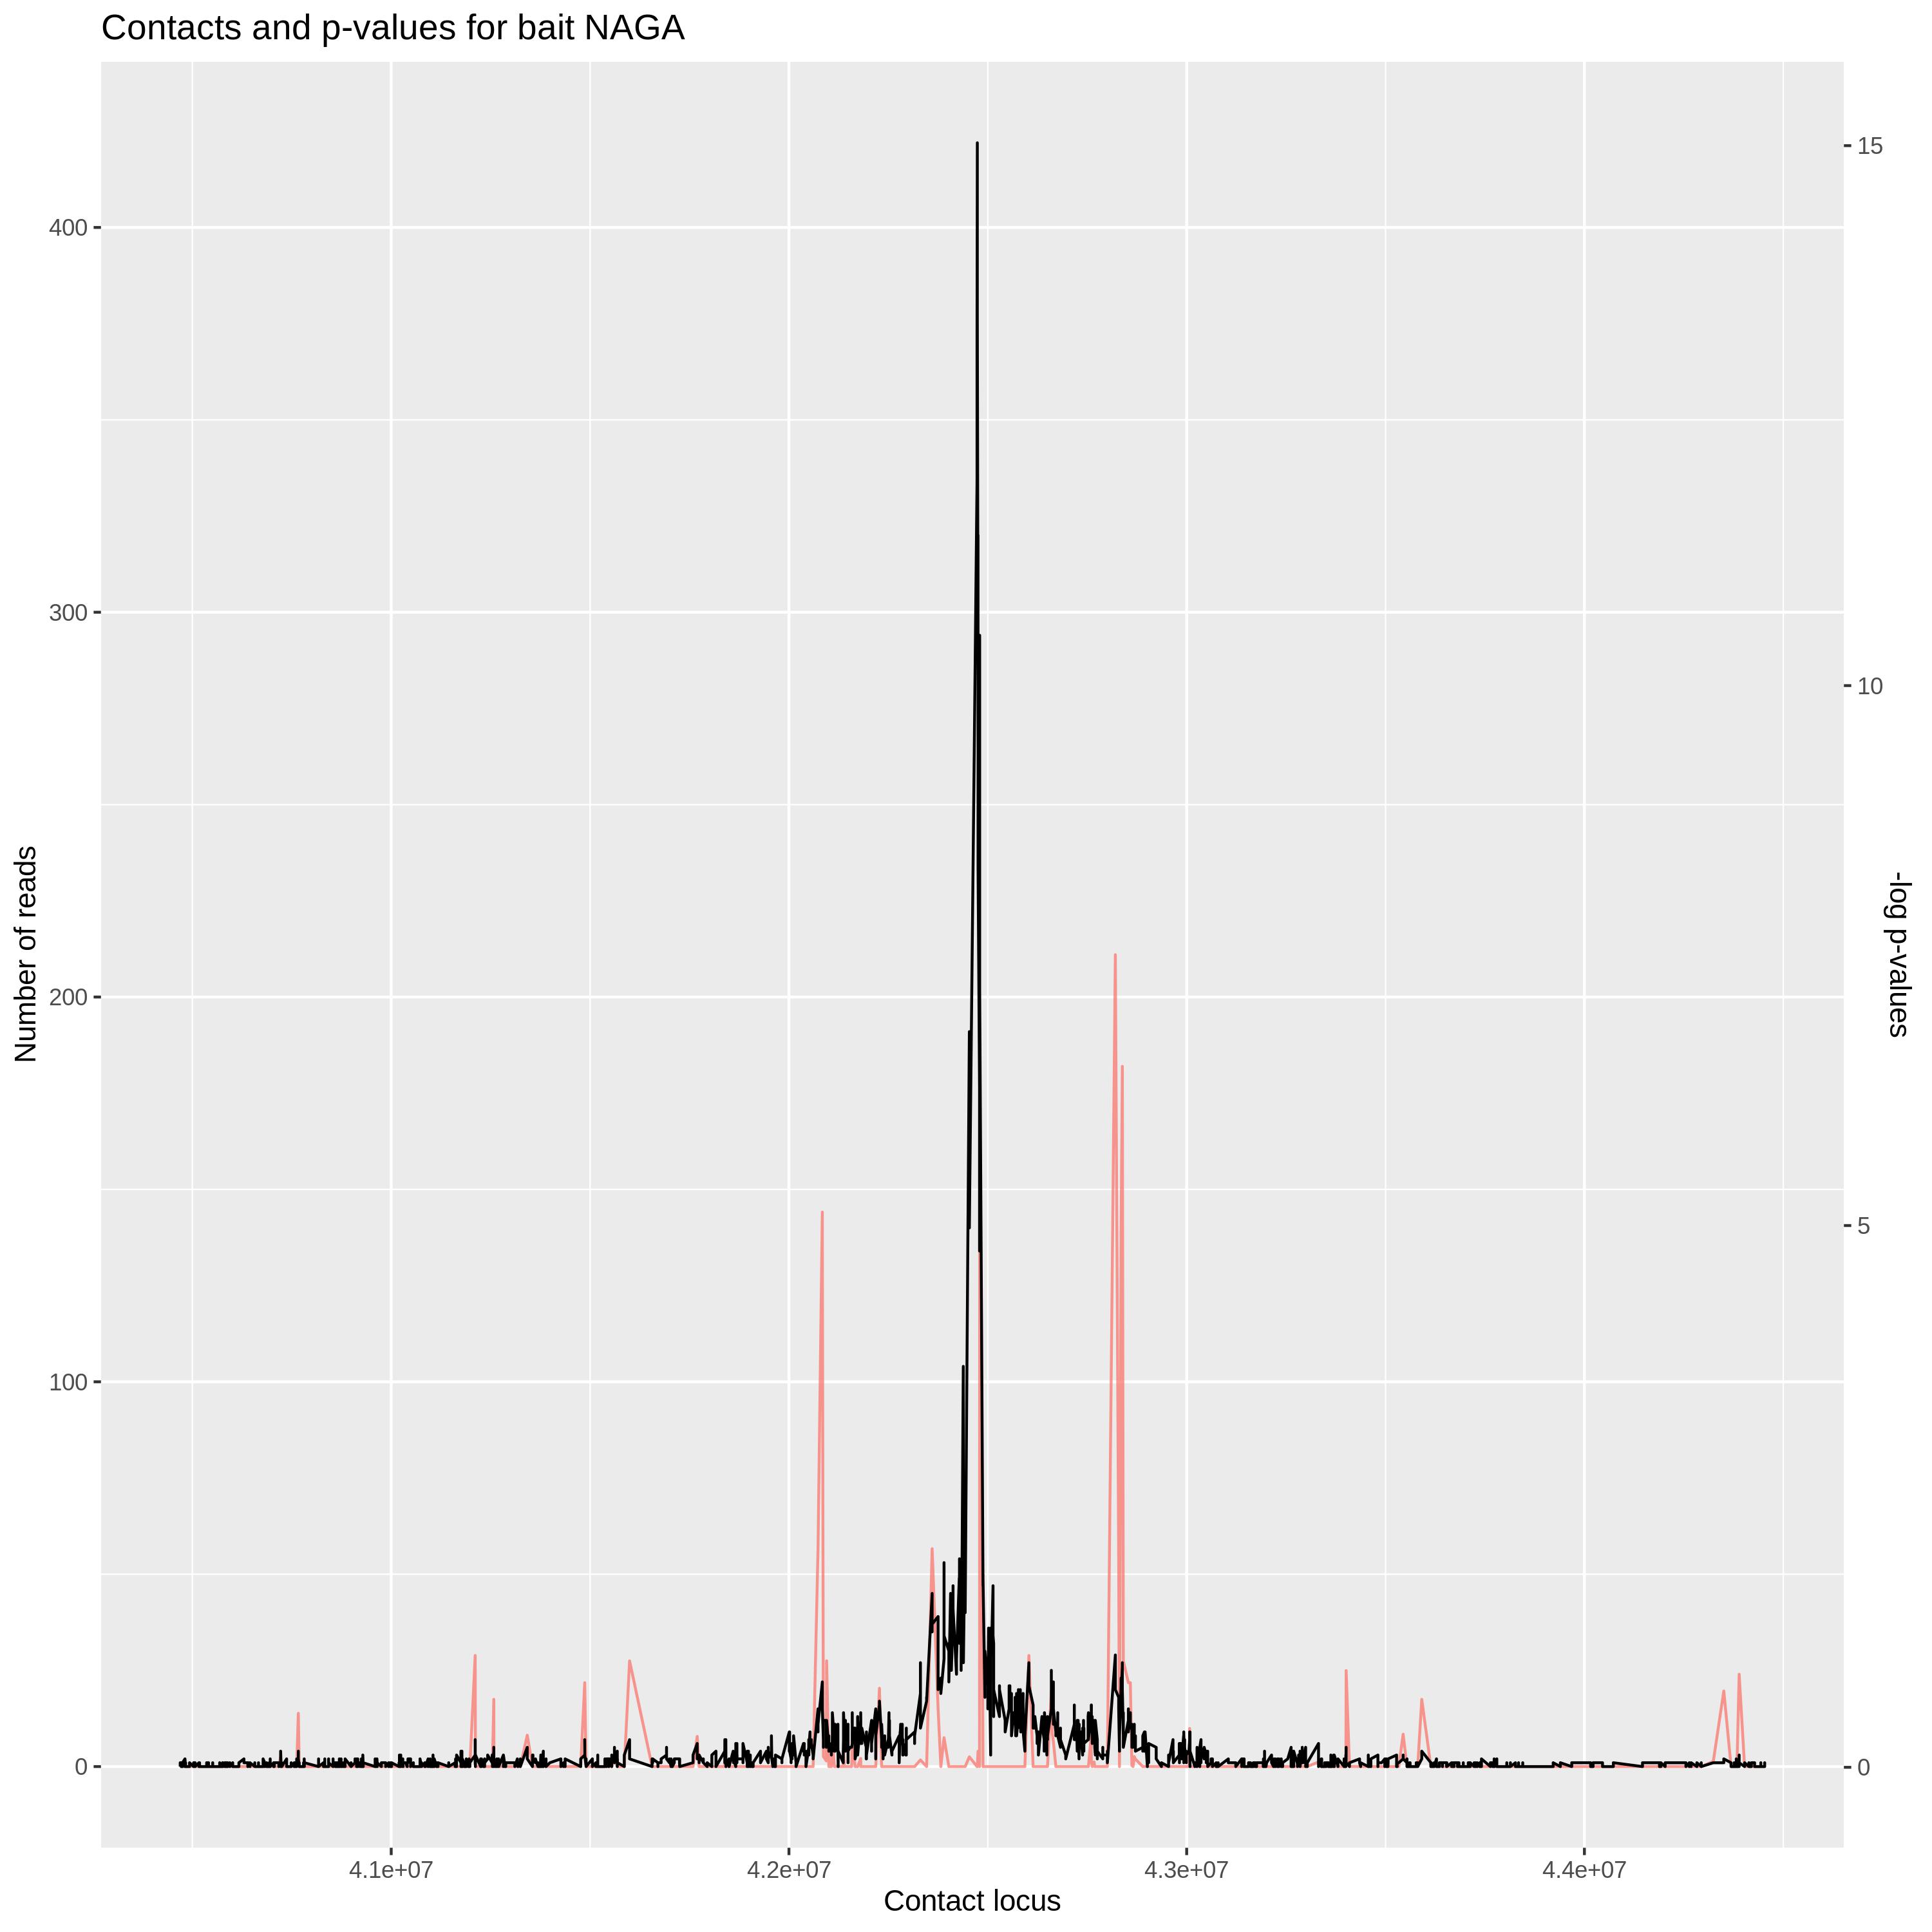 Contacts and p-values for bait NAGA
400
300
200
100
0
Number of reads
15
10
5
0
-log p-values
4.1e+07
4.2e+07
4.3e+07
4.4e+07
Contact locus